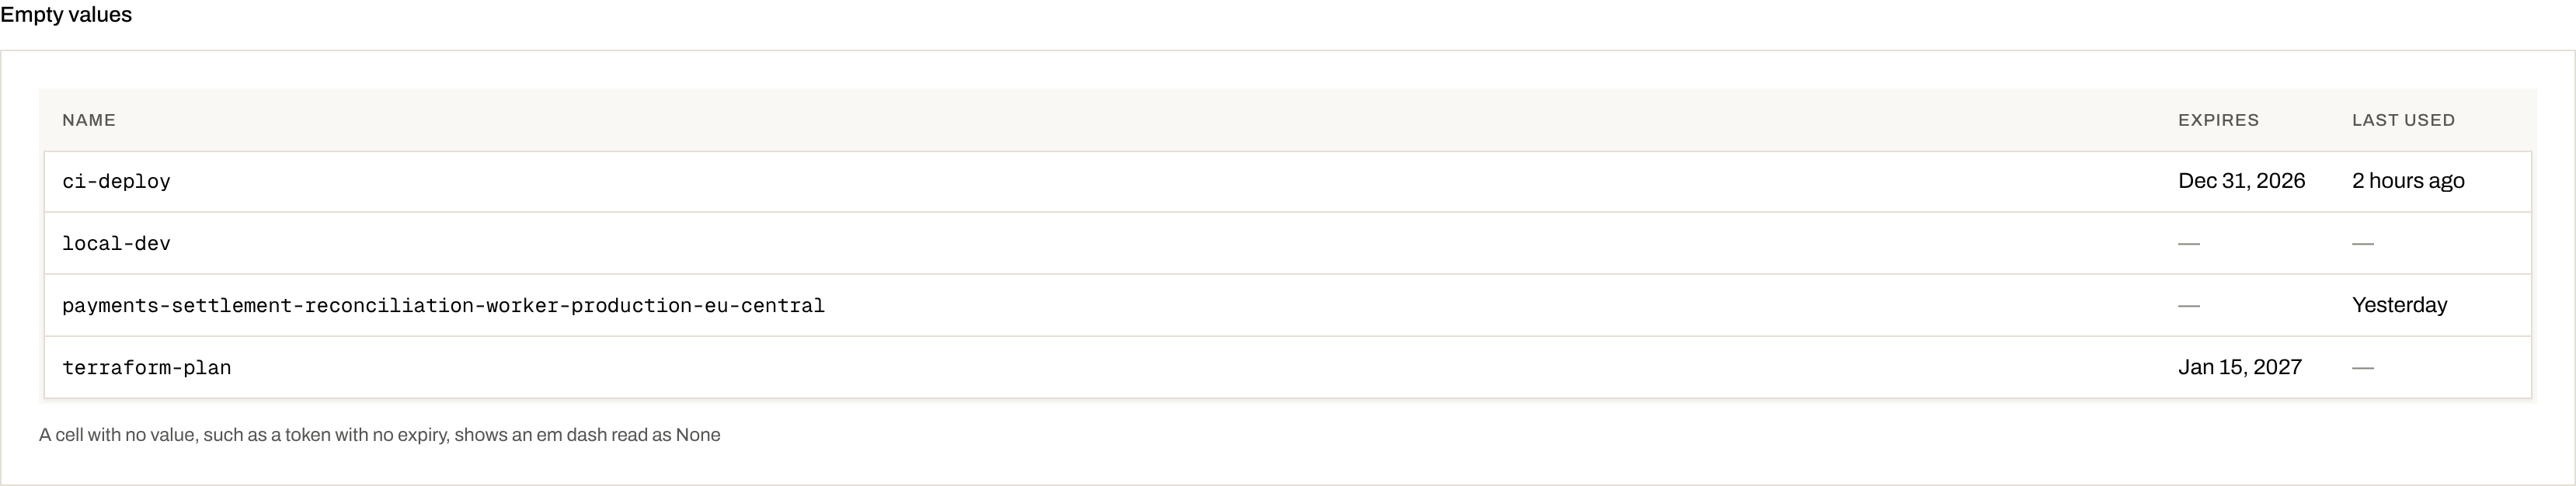 Empty values
NAME EXPIRES LAST USED
ci-deploy Dec 31, 2026 2 hours ago
local-dev — —
payments-settlement-reconciliation-worker-production-eu-central — Yesterday
terraform-plan Jan 15, 2027 —
A cell with no value, such as a token with no expiry, shows an em dash read as None